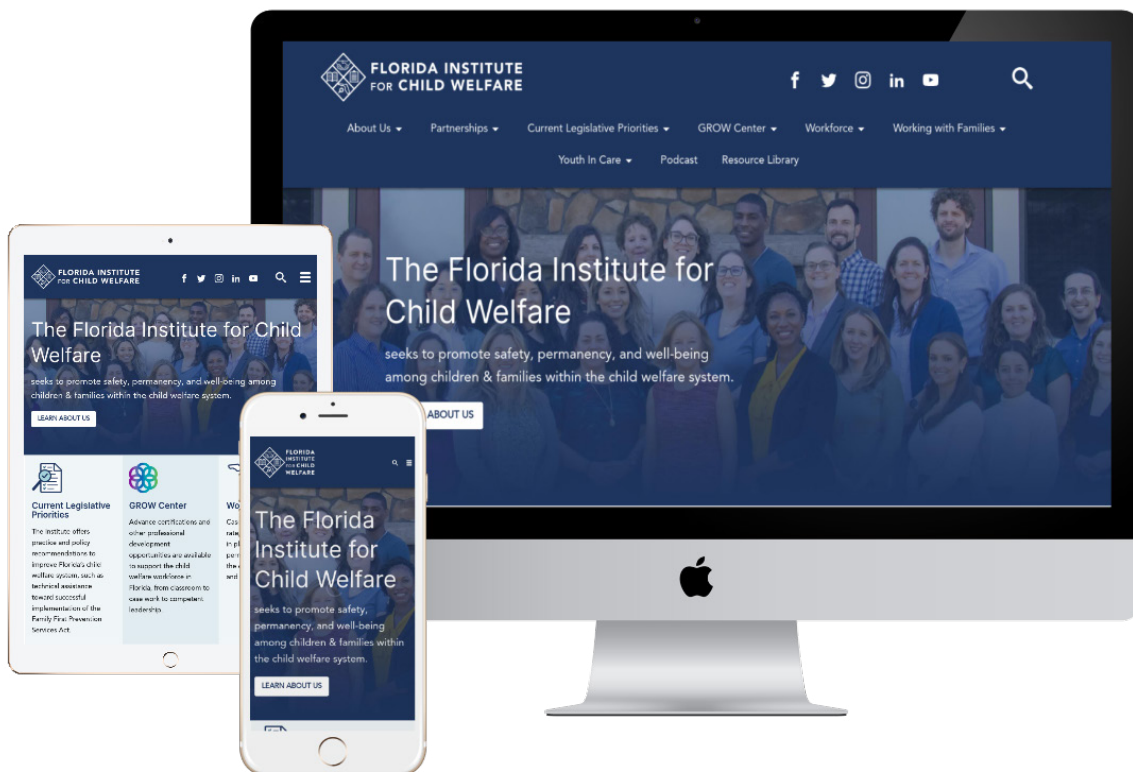 FLORIDA INSTITUTE
FOR CHILD WELFARE
About Us
Partnerships
Current Legislative Priorities
GROW Center
Workforce
Working with Families
Youth In Care
Podcast
Resource Library
The Florida Institute for
Child Welfare
seeks to promote safety, permanency, and well-being
among children & families within the child welfare system.
ABOUT US
FLORIDA INSTITUTE
FOR CHILD WELFARE
The Florida Institute for Child
Welfare
seeks to promote safety, permanency, and well-being among
children & families within the child welfare system.
LEARN ABOUT US
Current Legislative
Priorities
The Institute offers
practice and policy
recommendations to
improve Florida's child
welfare system, such as
technical assistance
toward successful
implementation of the
Family First Prevention
Services Act.
GROW Center
Advance certifications and
other professional
development
opportunities are available
to support the child
welfare workforce in
Florida, from classroom to
case work to competent
leadership.
FLORIDA
INSTITUTE
FOR CHILD
WELFARE
The Florida
Institute for
Child Welfare
seeks to promote safety,
permanency, and well-being
among children & families within
the child welfare system.
LEARN ABOUT US